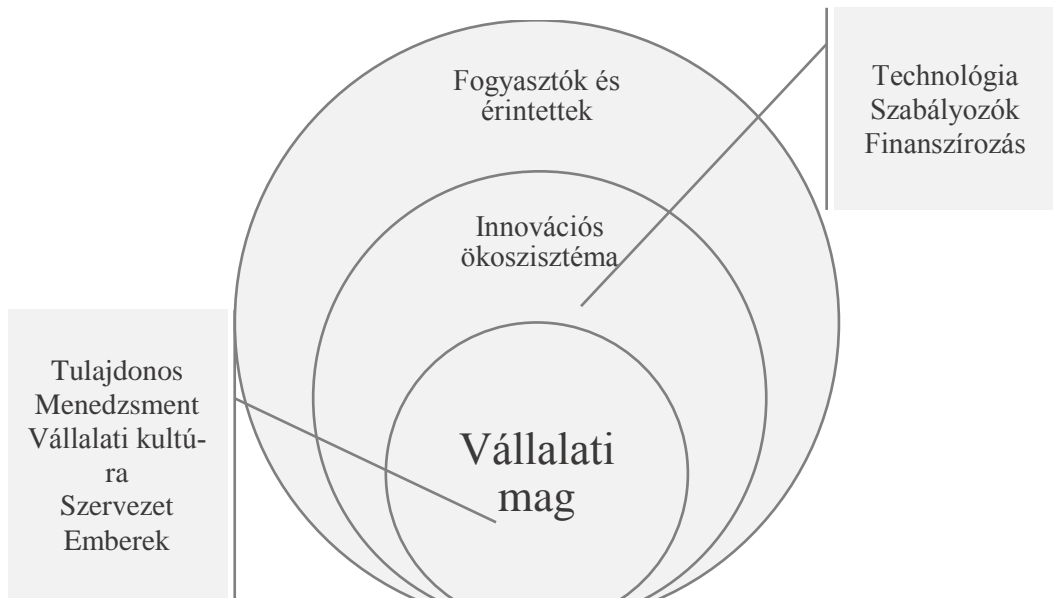 Fogyasztók és
érintettek
Technológia
Szabályozók
Finanszírozás
Innovációs
ökoszisztéma
Tulajdonos
Menedzsment
Vállalati kultú-
ra
Szervezet
Emberek
Vállalati
mag